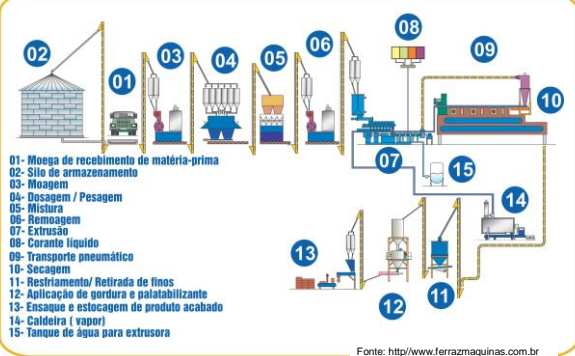 02
01
03
04
05
06
08
09
10
07
15
14
13
12
11
01- Moega de recebimento de matéria-prima
02- Silo de armazenamento
03- Moagem
04- Dosagem / Pesagem
05- Mistura
06- Remoagem
07- Extrusão
08- Corante líquido
09- Transporte pneumático
10- Secagem
11- Resfriamento/ Retirada de finos
12- Aplicação de gordura e palatabilizante
13- Ensaque e estocagem de produto acabado
14- Caldeira ( vapor)
15- Tanque de água para extrusora
Fonte: http//www.ferrazmaquinas.com.br